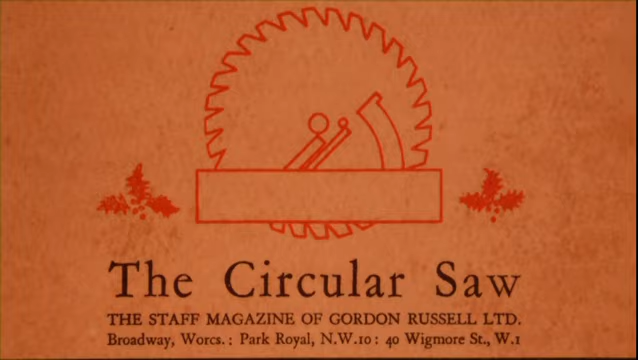 The Circular Saw
THE STAFF MAGAZINE OF GORDON RUSSELL LTD.
Broadway, Worcs.: Park Royal, N.W.10: 40 Wigmore St., W.1